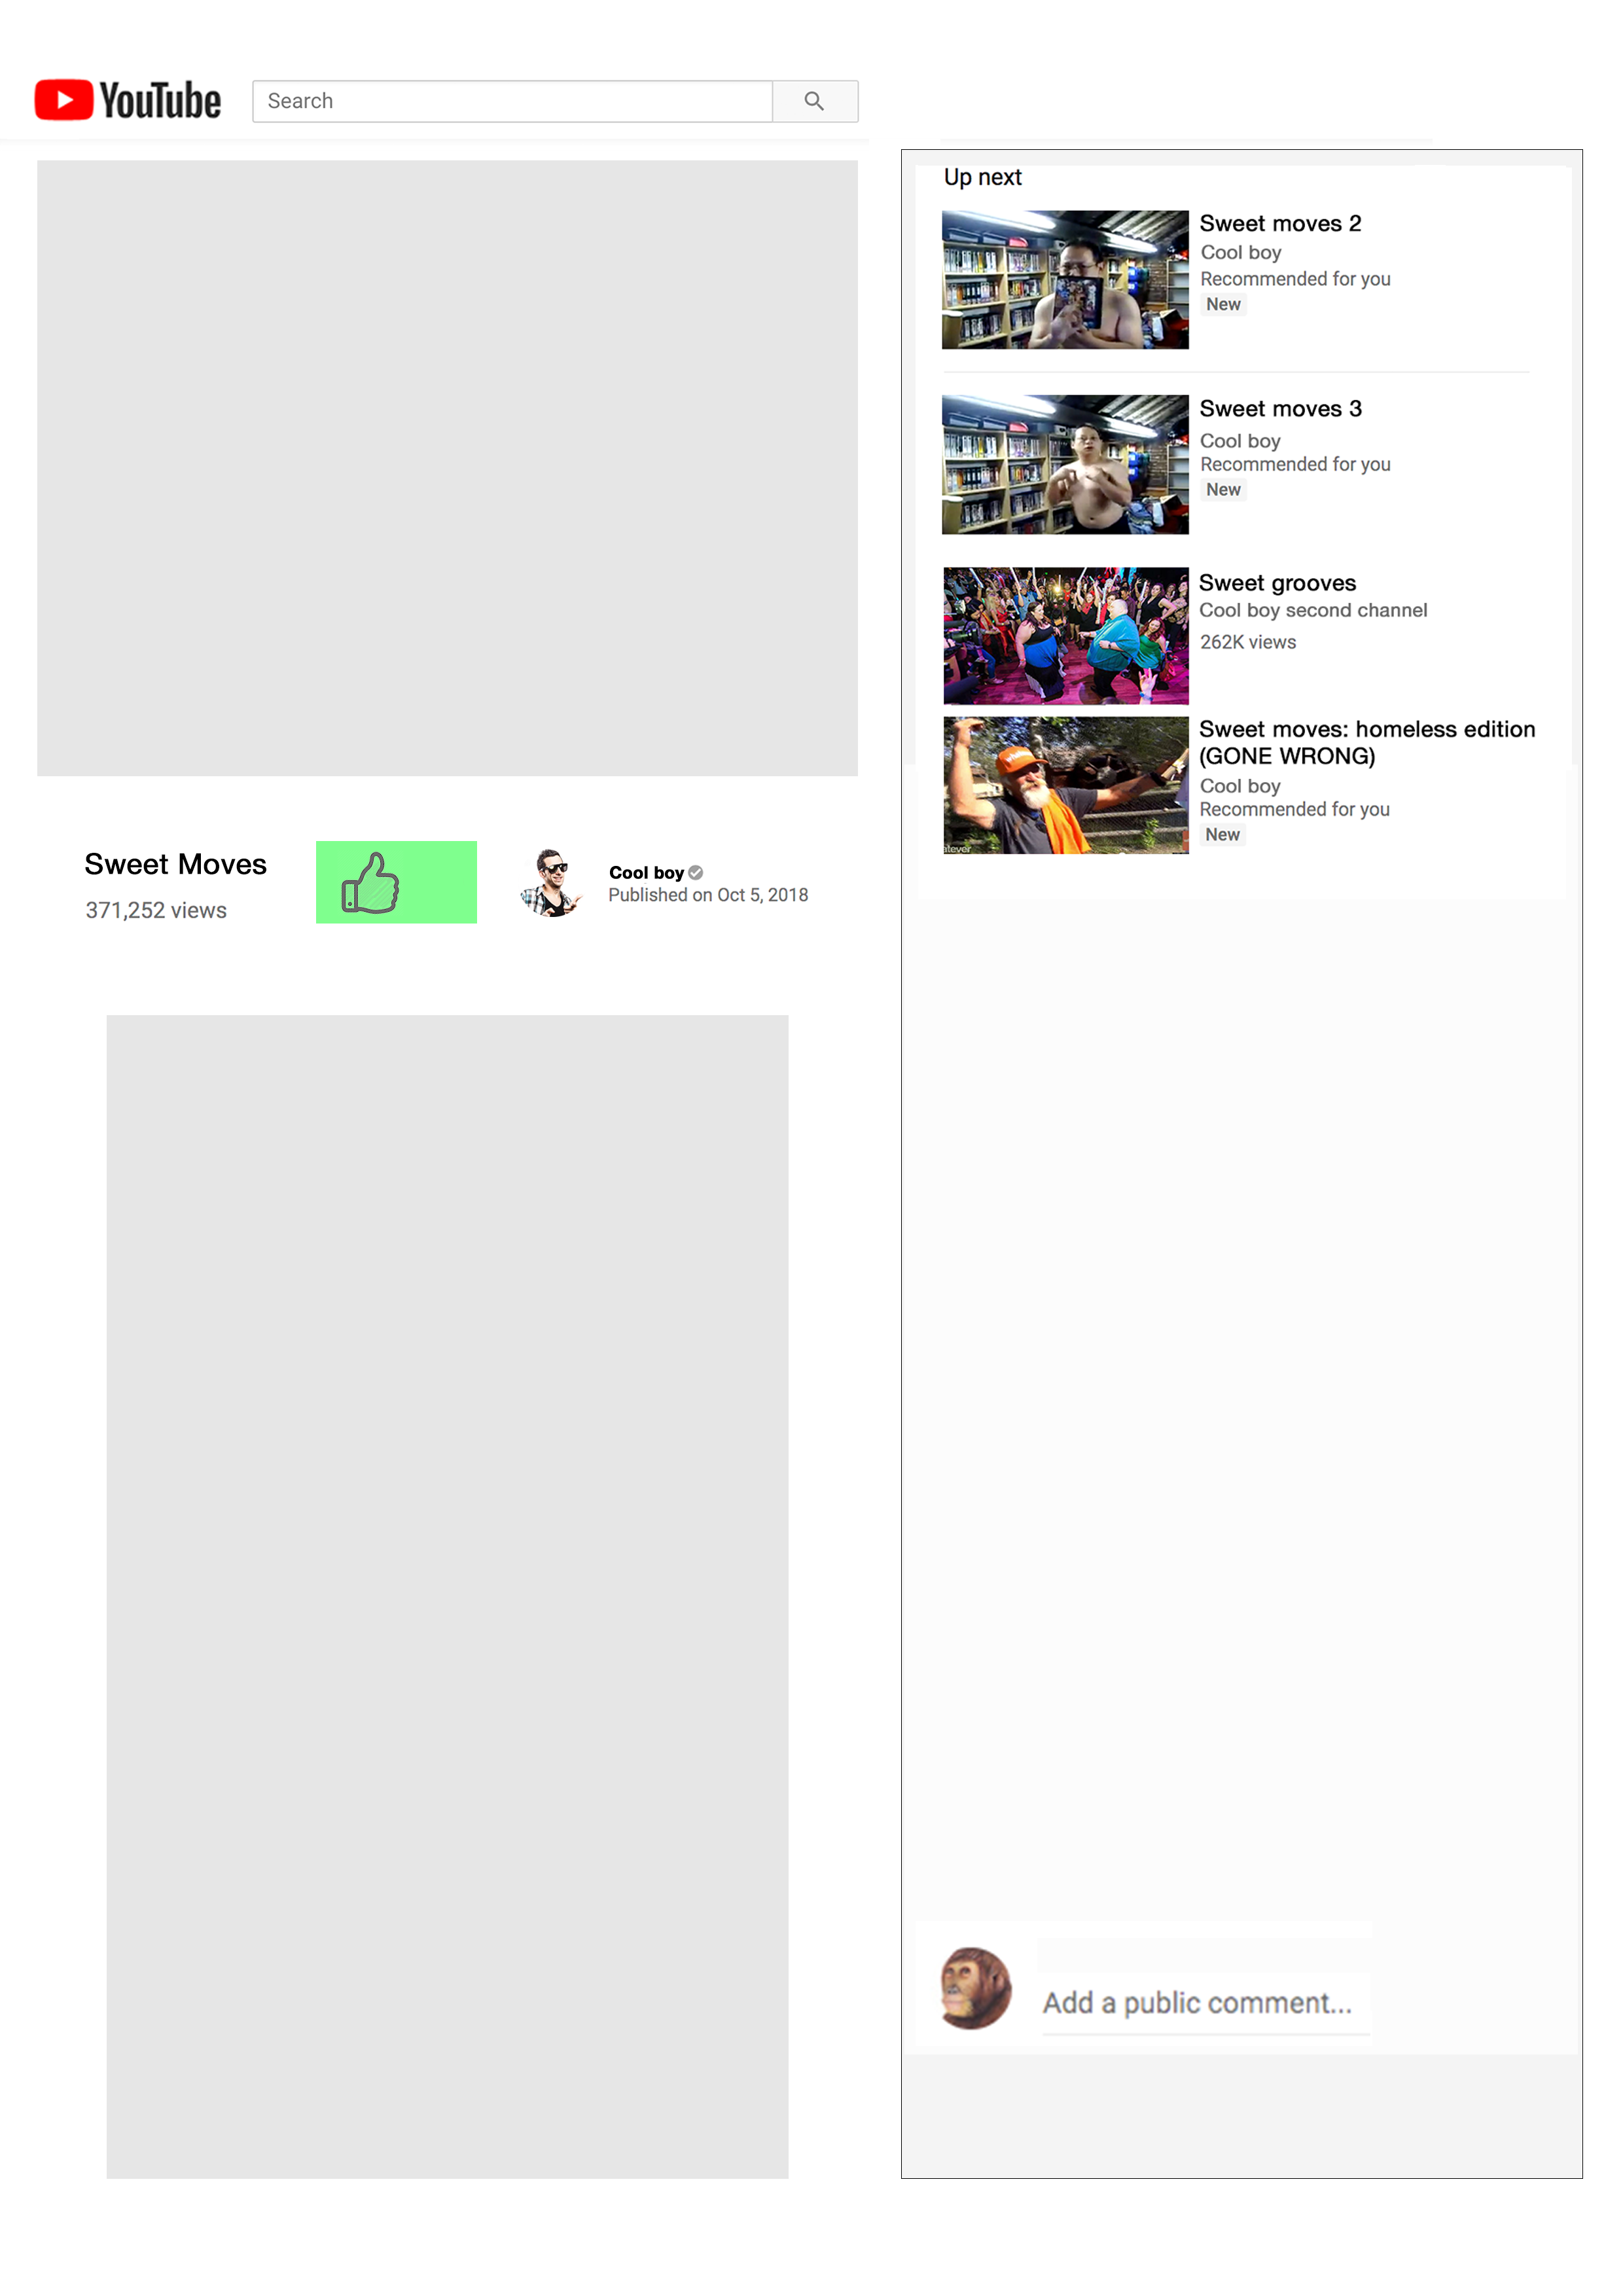 YouTube
Search
Sweet Moves
371,252 views
Cool boy
Published on Oct 5, 2018
Up next
Sweet moves 2
Cool boy
Recommended for you
New
Sweet moves 3
Cool boy
Recommended for you
New
Sweet grooves
Cool boy second channel
262K views
Sweet moves: homeless edition
(GONE WRONG)
Cool boy
Recommended for you
New
Add a public comment...